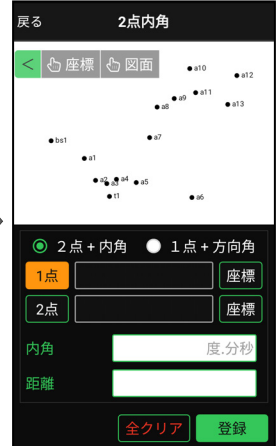 戻る 2点内角
< 座標 図面
a10
a12
a11
a9
a13
a8
a7
bs1
a1
a2 a4
a3 a5
t1 a6
2点+内角 1点+方向角
1点 座標
2点 座標
内角 度.分秒
距離
全クリア 登録